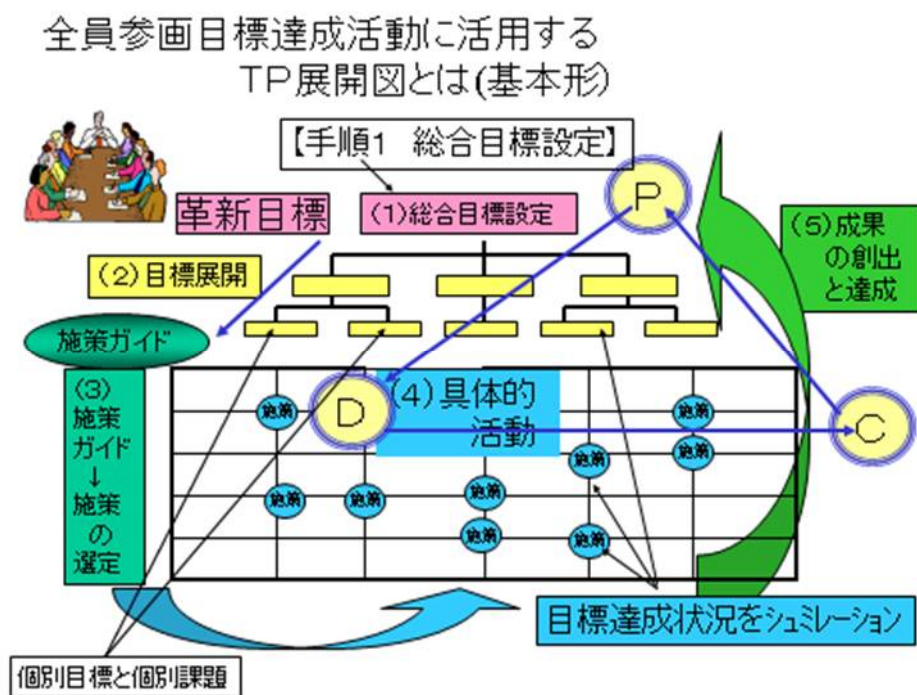 全員参画目標達成活動に活用する
TP展開図とは(基本形)
【手順1 総合目標設定】
P
革新目標
(1)総合目標設定
(5)成果
の創出
と達成
(2)目標展開
施策ガイド
(3)
施策
ガイド
↓
施策
の
選定
D
(4)具体的
活動
C
施策
施策
施策
施策
施策
施策
施策
施策
施策
目標達成状況をシュミレーション
個別目標と個別課題